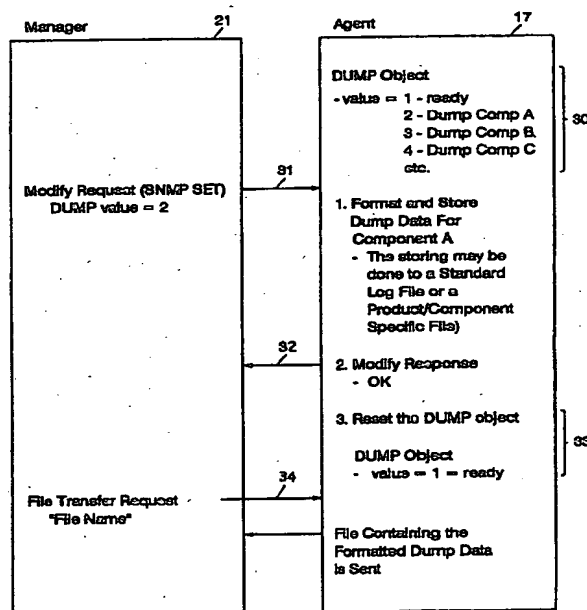 Manager 21
Agent 17
DUMP Object
- value = 1 - ready
2 - Dump Comp A
3 - Dump Comp B
4 - Dump Comp C
etc.
30
31
Modify Request (SNMP SET)
DUMP value = 2
1. Format and Store
Dump Data For
Component A
- The storing may be
done to a Standard
Log File or a
Product/Component
Specific File)
32
2. Modify Response
- OK
3. Reset the DUMP object
33
DUMP Object
- value = 1 = ready
34
File Transfer Request
"File Name"
File Containing the
Formatted Dump Data
is Sent